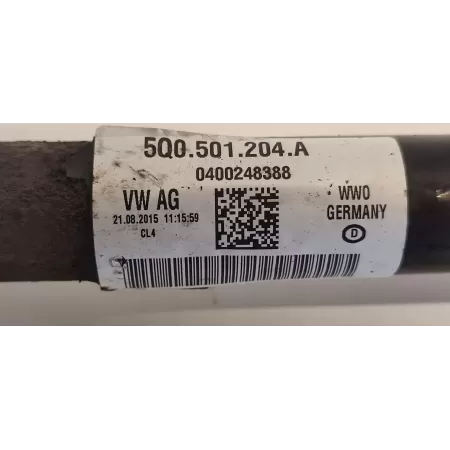 5Q0.501.204.A
0400248388
VW AG
21.08.2015 11:15:59
CL4
WWO
GERMANY
D